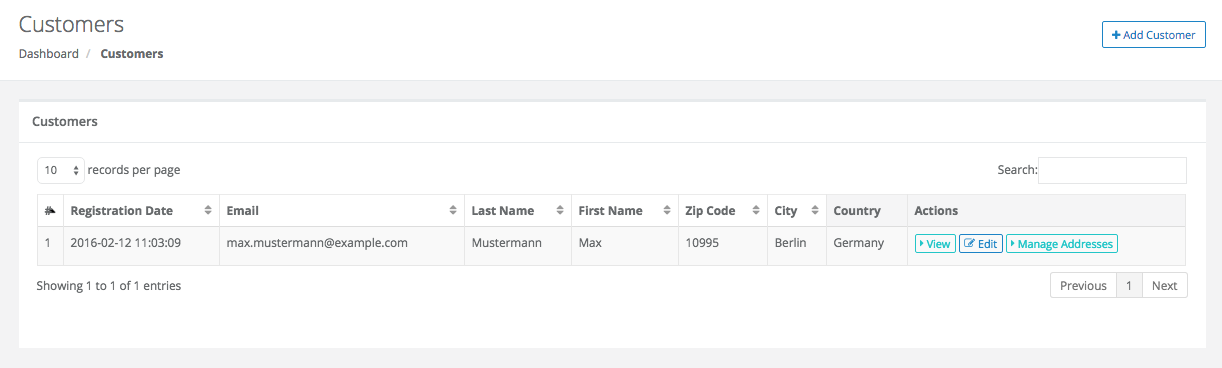 Customers
Dashboard / Customers
Add Customer
Customers
10 records per page
Search:
# Registration Date Email Last Name First Name Zip Code City Country Actions
1 2016-02-12 11:03:09 max.mustermann@example.com Mustermann Max 10995 Berlin Germany View Edit Manage Addresses
Showing 1 to 1 of 1 entries
Previous 1 Next